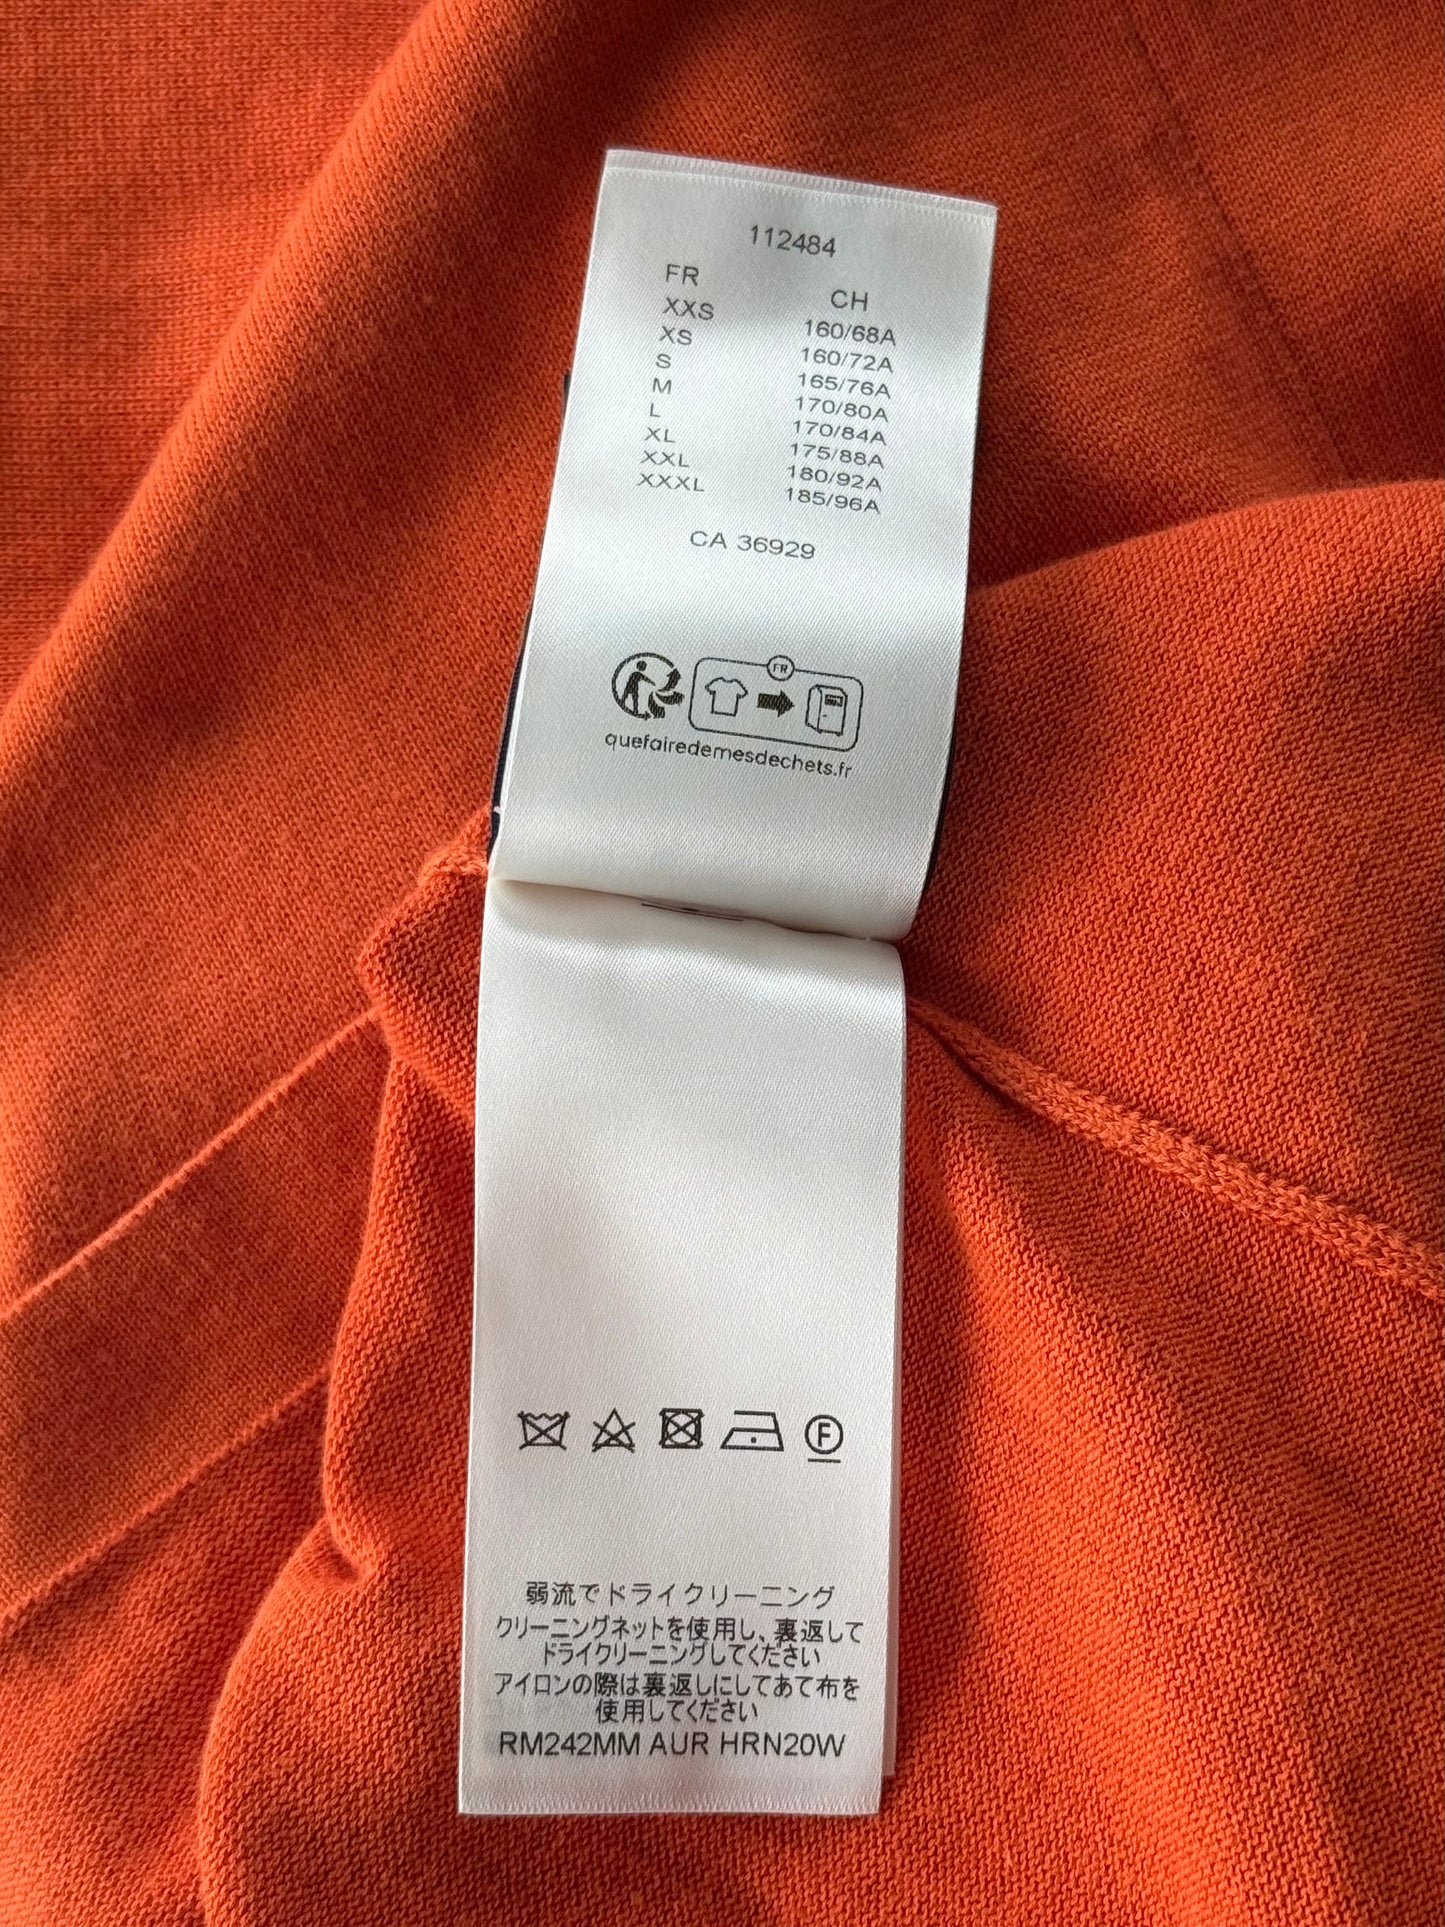 112484
FR CH
XXS 160/68A
XS 160/72A
S 165/76A
M 170/80A
L 170/84A
XL 175/88A
XXL 180/92A
XXXL 185/96A
CA 36929
FR
quefairedemesdechets.fr
F
弱流でドライクリーニング
クリーニングネットを使用し、裏返して
ドライクリーニングしてください
アイロンの際は裏返しにしてあて布を
使用してください
RM242MM AUR HRN20W